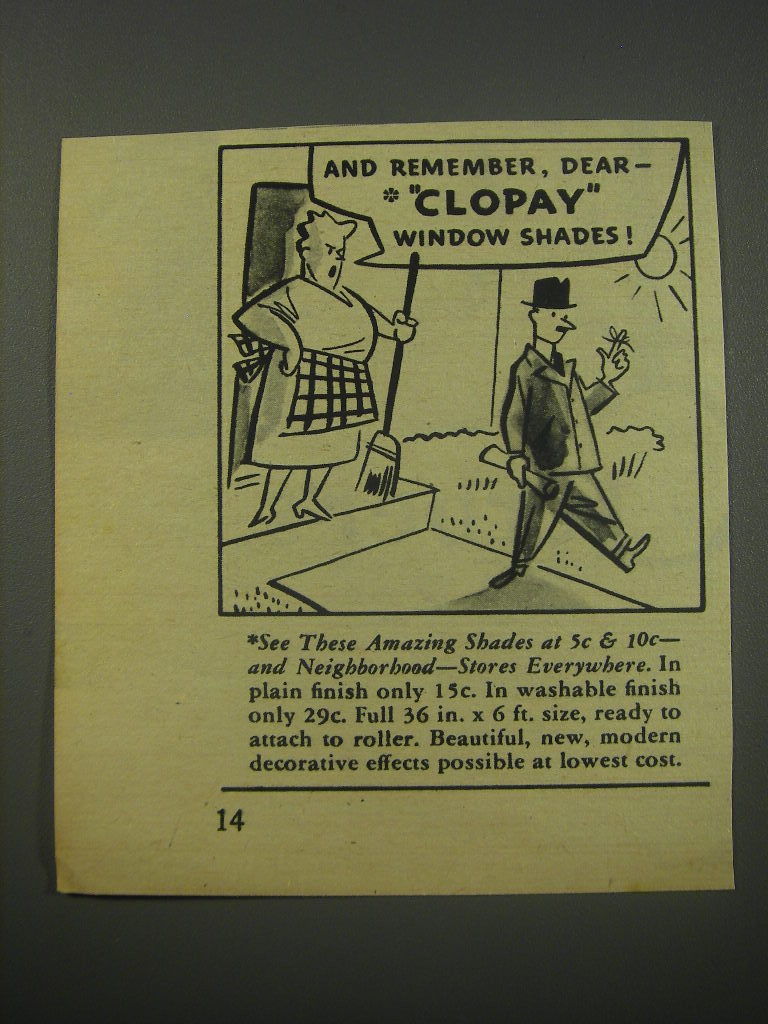 AND REMEMBER, DEAR—
* "CLOPAY"
WINDOW SHADES!
*See These Amazing Shades at 5c & 10c—
and Neighborhood—Stores Everywhere. In
plain finish only 15c. In washable finish
only 29c. Full 36 in. x 6 ft. size, ready to
attach to roller. Beautiful, new, modern
decorative effects possible at lowest cost.
14